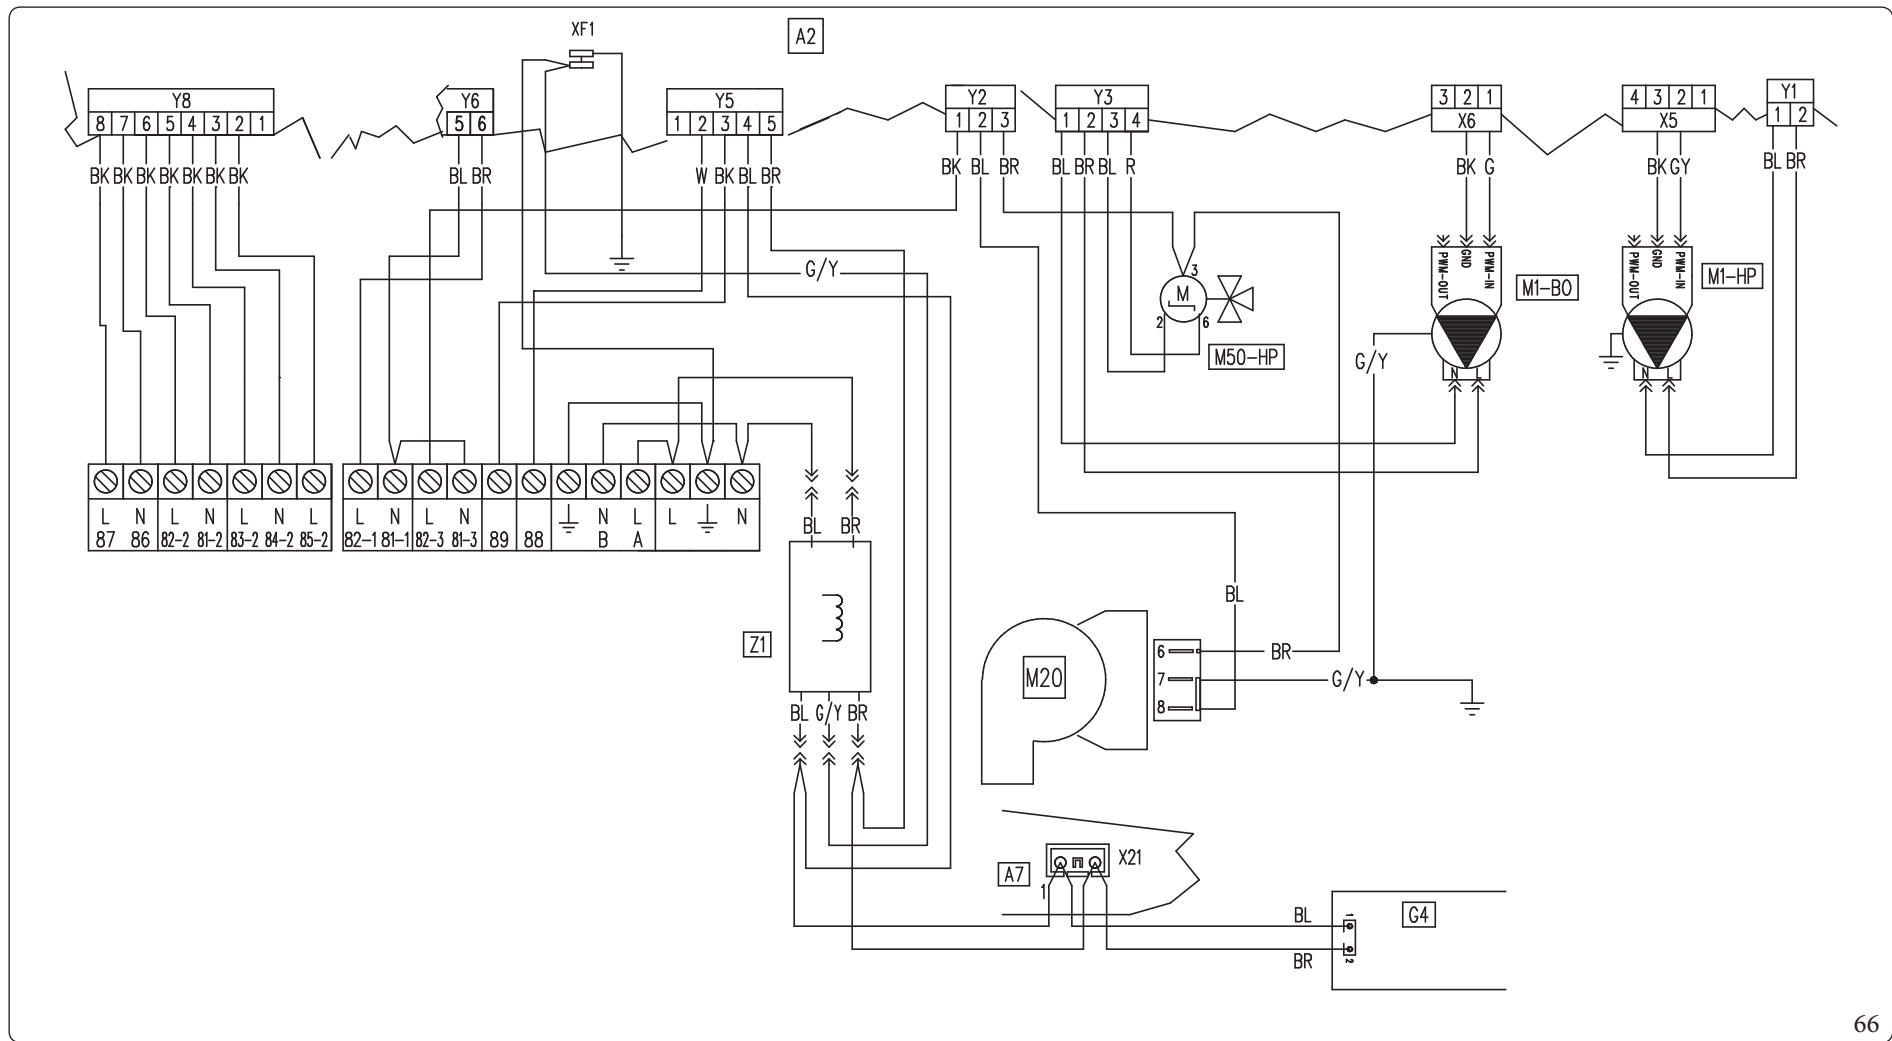 XF1
A2
Y8
8 7 6 5 4 3 2 1
Y6
5 6
Y5
1 2 3 4 5
Y2
1 2 3
Y3
1 2 3 4
3 2 1
X6
4 3 2 1
X5
Y1
1 2
BK BK BK BK BK BK BK
BL BR
W BK BL BR
BK BL BR
BL BR BL R
BK G
BK GY
BL BR
G/Y
3
M
2 6
M50-HP
PWM-OUT GND PWM-IN
N L
M1-BO
PWM-OUT GND PWM-IN
N L
M1-HP
G/Y
L N L N L N L
87 86 82-2 81-2 83-2 84-2 85-2
L N L N N L L N
82-1 81-1 82-3 81-3 89 88 B A
BL BR
Z1
BL G/Y BR
BL
M20
6 BR
7 G/Y
8
A7
X21
1
BL
BR
1
2
G4
66